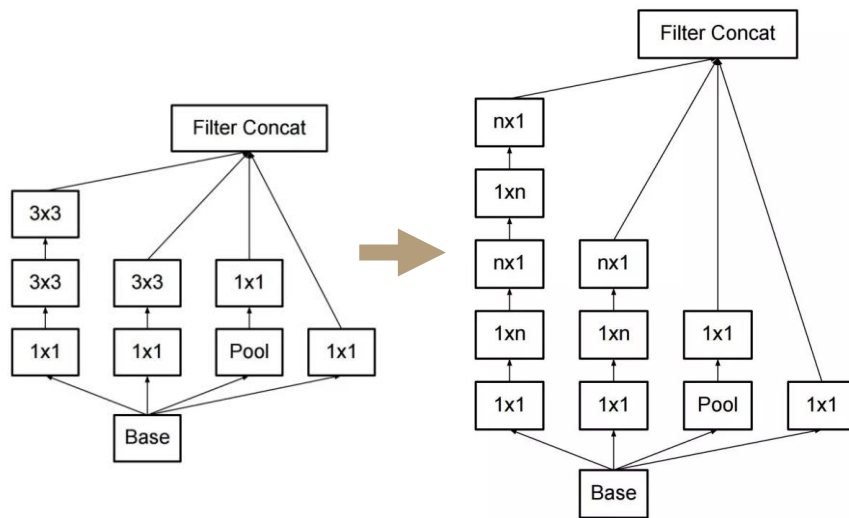 Filter Concat
3x3
3x3
3x3
1x1
1x1
1x1
Pool
1x1
Base
Filter Concat
nx1
1xn
nx1
nx1
1xn
1xn
1x1
1x1
1x1
Pool
1x1
Base